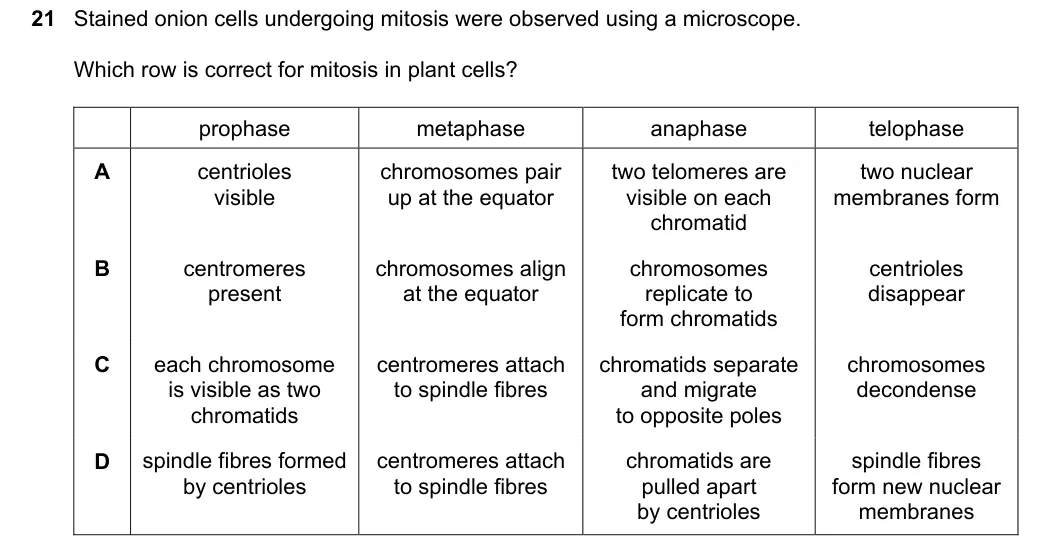 21 Stained onion cells undergoing mitosis were observed using a microscope.
Which row is correct for mitosis in plant cells?
prophase metaphase anaphase telophase
A centrioles chromosomes pair two telomeres are two nuclear
visible up at the equator visible on each membranes form
chromatid
B centromeres chromosomes align chromosomes centrioles
present at the equator replicate to disappear
form chromatids
C each chromosome centromeres attach chromatids separate chromosomes
is visible as two to spindle fibres and migrate decondense
chromatids to opposite poles
D spindle fibres formed centromeres attach chromatids are spindle fibres
by centrioles to spindle fibres pulled apart form new nuclear
by centrioles membranes